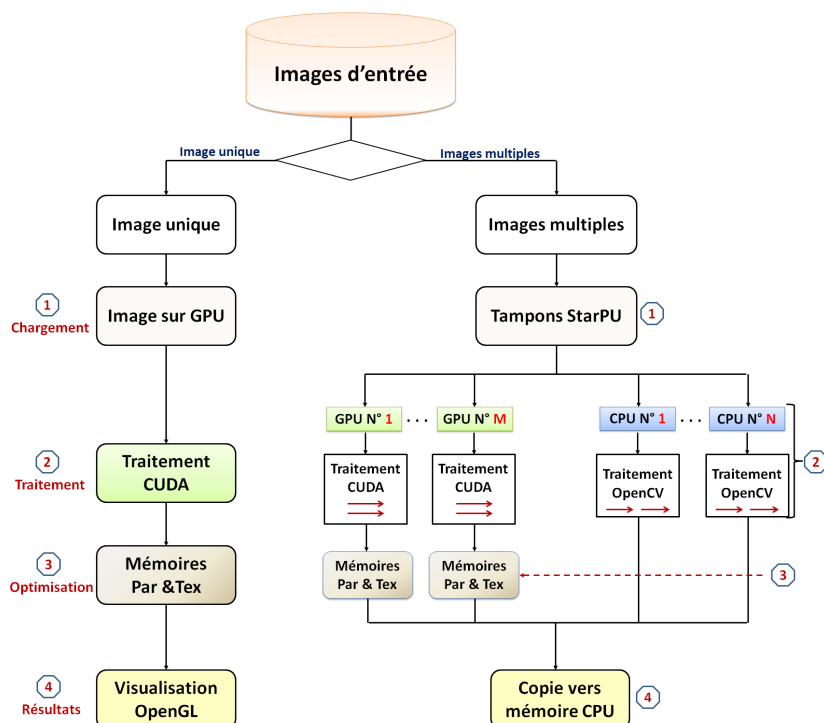 Images d'entrée
Image unique
Images multiples
Image unique
Images multiples
1
Chargement
Image sur GPU
Tampons StarPU
1
GPU N° 1
. . .
GPU N° M
CPU N° 1
. . .
CPU N° N
2
Traitement
Traitement
CUDA
Traitement
CUDA
Traitement
CUDA
Traitement
OpenCV
Traitement
OpenCV
2
3
Optimisation
Mémoires
Par &Tex
Mémoires
Par & Tex
Mémoires
Par & Tex
3
4
Résultats
Visualisation
OpenGL
Copie vers
mémoire CPU
4